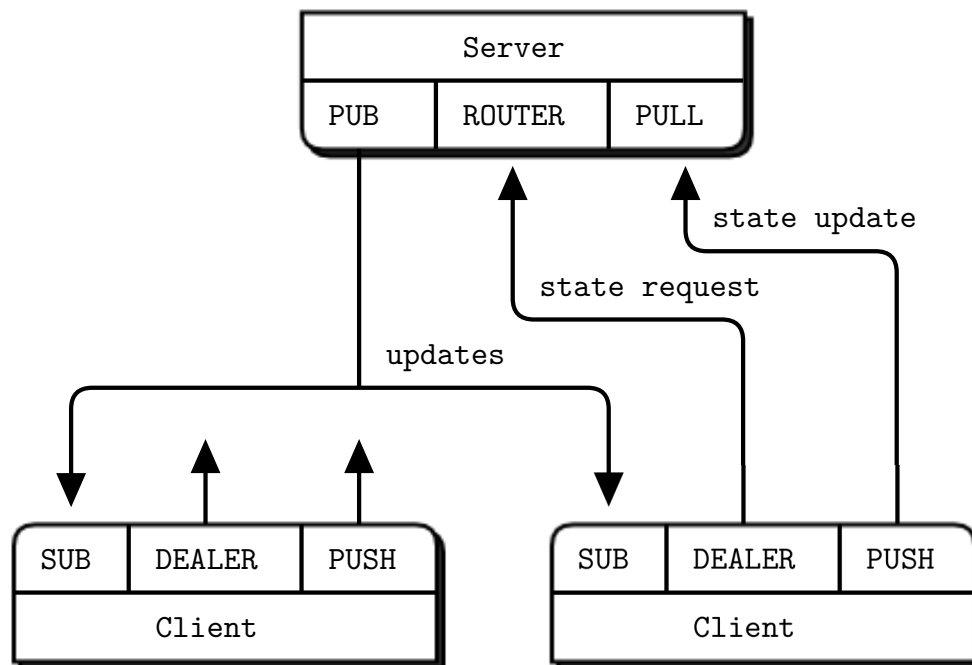 Server
PUB ROUTER PULL
state update
state request
updates
SUB DEALER PUSH SUB DEALER PUSH
Client Client